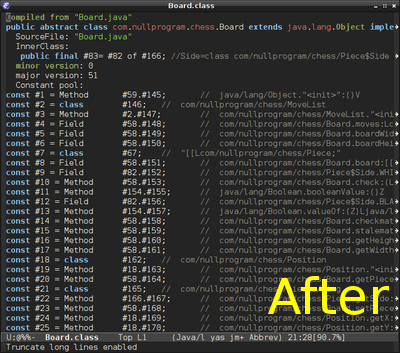 Board.class
Compiled from "Board.java"
public abstract class com.nullprogram.chess.Board extends java.lang.Object imple
SourceFile: "Board.java"
InnerClass:
public final #83= #82 of #166; //Side=class com/nullprogram/chess/Piece$Side
minor version: 0
major version: 51
Constant pool:
const #1 = Method #59.#145; // java/lang/Object."<init>":()V
const #2 = class #146; // com/nullprogram/chess/MoveList
const #3 = Method #2.#147; // com/nullprogram/chess/MoveList."<ini
const #4 = Field #58.#148; // com/nullprogram/chess/Board.moves:Lc
const #5 = Field #58.#149; // com/nullprogram/chess/Board.boardWid
const #6 = Field #58.#150; // com/nullprogram/chess/Board.boardHei
const #7 = class #67; // "[[Lcom/nullprogram/chess/Piece;"
const #8 = Field #58.#151; // com/nullprogram/chess/Board.board:[[
const #9 = Field #82.#152; // com/nullprogram/chess/Piece$Side.WHI
const #10 = Method #58.#153; // com/nullprogram/chess/Board.check:(L
const #11 = Method #154.#155; // java/lang/Boolean.booleanValue:()Z
const #12 = Field #82.#156; // com/nullprogram/chess/Piece$Side.BLA
const #13 = Method #154.#157; // java/lang/Boolean.valueOf:(Z)Ljava/l
const #14 = Method #58.#158; // com/nullprogram/chess/Board.checkmat
const #15 = Method #58.#159; // com/nullprogram/chess/Board.stalemat
const #16 = Method #58.#160; // com/nullprogram/chess/Board.getHeigh
const #17 = Method #58.#161; // com/nullprogram/chess/Board.getWidth
const #18 = class #162; // com/nullprogram/chess/Position
const #19 = Method #18.#163; // com/nullprogram/chess/Position."<ini
const #20 = Method #58.#164; // com/nullprogram/chess/Board.getPiece
const #21 = class #165; // com/nullprogram/chess
const #22 = Method #166.#167; // com/nullprogram/chess
const #23 = Method #58.#168; // com/nullprogram/chess
const #24 = Method #18.#169; // com/nullprogram/chess/Position.getX:
const #25 = Method #18.#170; // com/nullprogram/chess/Position.getY:
After
U:@%%- Board.class Top L1 (Java/l yas jm+ Abbrev) 21:28[90.7%]
Truncate long lines enabled